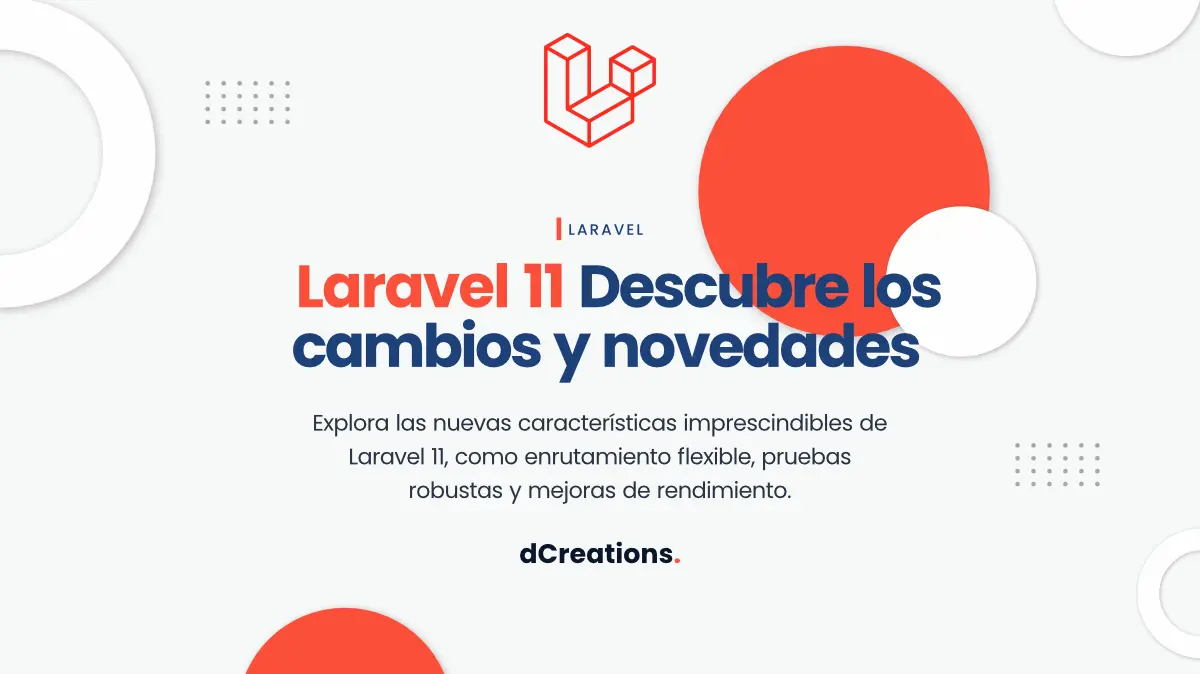 LARAVEL
Laravel 11 Descubre los
cambios y novedades
Explora las nuevas características imprescindibles de
Laravel 11, como enrutamiento flexible, pruebas
robustas y mejoras de rendimiento.
dCreations.